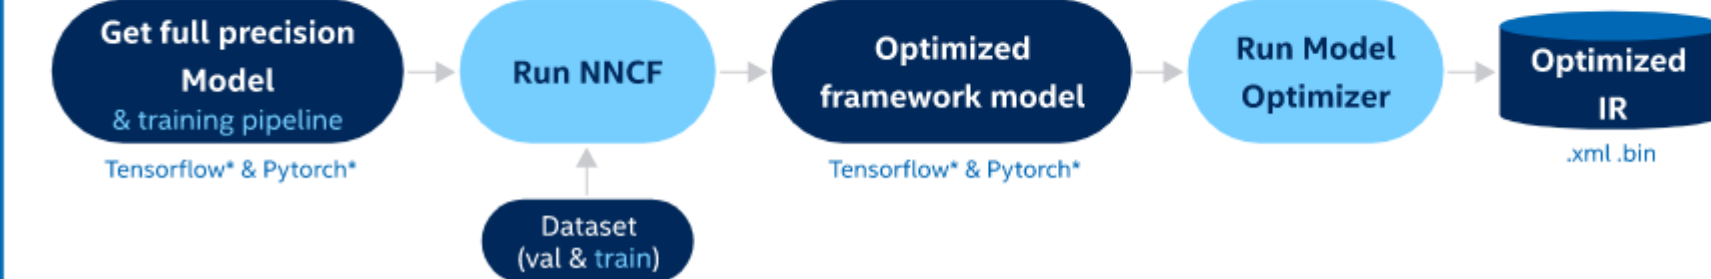 Get full precision
Model
& training pipeline
Tensorflow* & Pytorch*
Run NNCF
Dataset
(val & train)
Optimized
framework model
Tensorflow* & Pytorch*
Run Model
Optimizer
Optimized
IR
.xml .bin